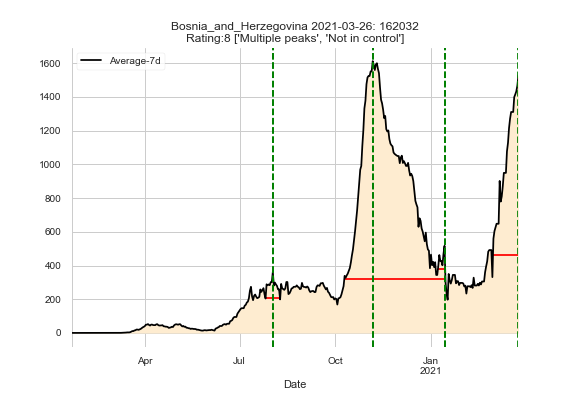 Bosnia_and_Herzegovina 2021-03-26: 162032
Rating:8 ['Multiple peaks', 'Not in control']
Average-7d
1600
1400
1200
1000
800
600
400
200
0
Apr
Jul
Oct
Jan
2021
Date